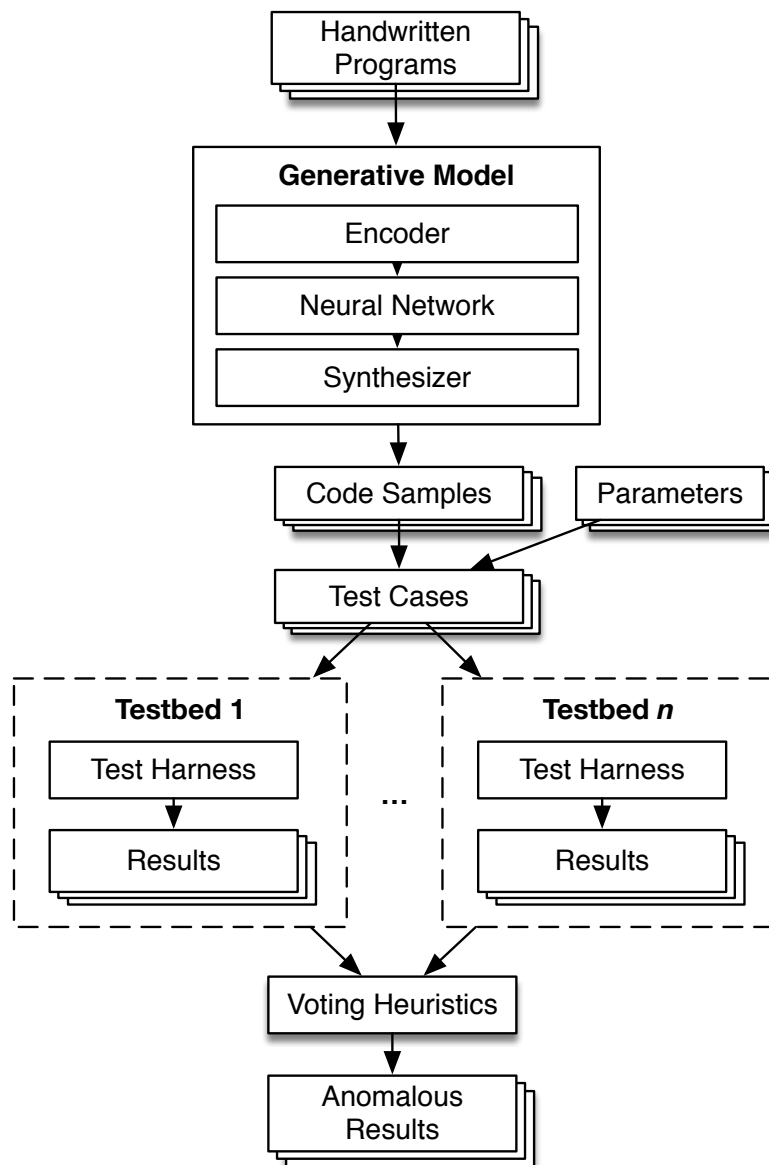 Handwritten
Programs
Generative Model
Encoder
Neural Network
Synthesizer
Code Samples
Parameters
Test Cases
Testbed 1
Test Harness
Results
...
Testbed n
Test Harness
Results
Voting Heuristics
Anomalous
Results